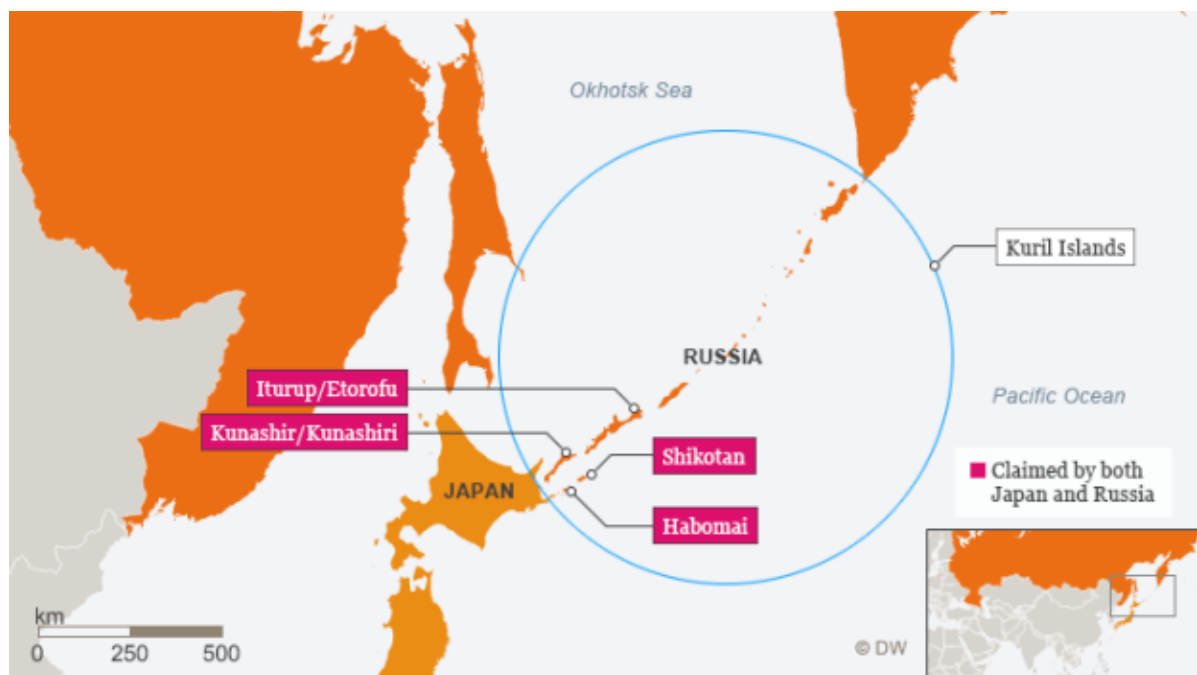 Okhotsk Sea
Kuril Islands
RUSSIA
Iturup/Etorofu
Pacific Ocean
Kunashir/Kunashiri
Shikotan
Claimed by both
Japan and Russia
JAPAN
Habomai
km
0 250 500
© DW